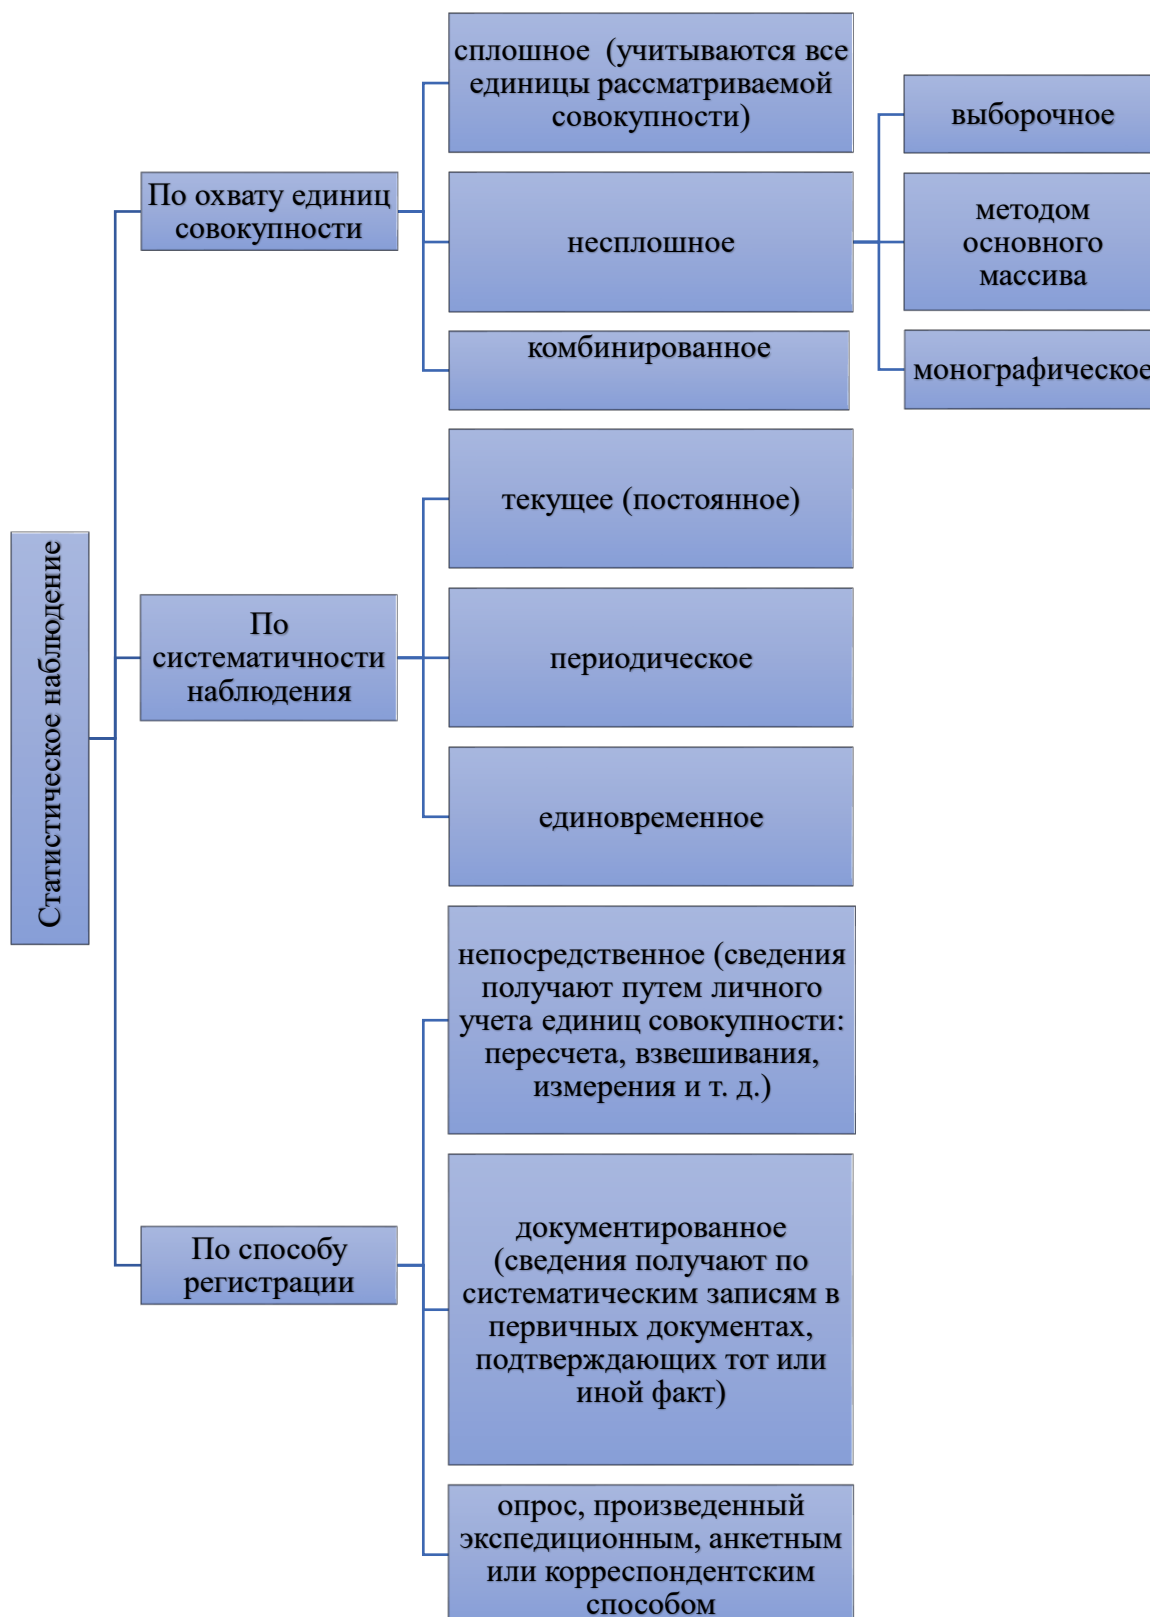 Статистическое наблюдение
По охвату единиц
совокупности
сплошное (учитываются все
единицы рассматриваемой
совокупности)
несплошное
выборочное
методом
основного
массива
монографическое
комбинированное
По
систематичности
наблюдения
текущее (постоянное)
периодическое
единовременное
По способу
регистрации
непосредственное (сведения
получают путем личного
учета единиц совокупности:
пересчета, взвешивания,
измерения и т. д.)
документированное
(сведения получают по
систематическим записям в
первичных документах,
подтверждающих тот или
иной факт)
опрос, произведенный
экспедиционным, анкетным
или корреспондентским
способом